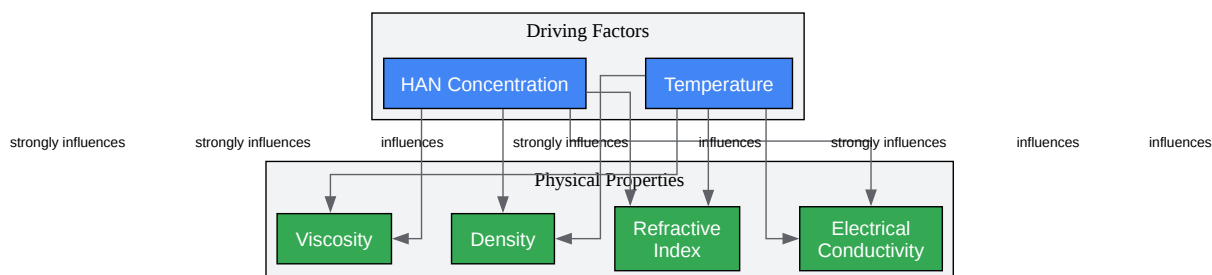 Driving Factors
HAN Concentration
Temperature
strongly influences
strongly influences
influences
strongly influences
influences
strongly influences
influences
influences
Physical Properties
Viscosity
Density
Refractive
Index
Electrical
Conductivity